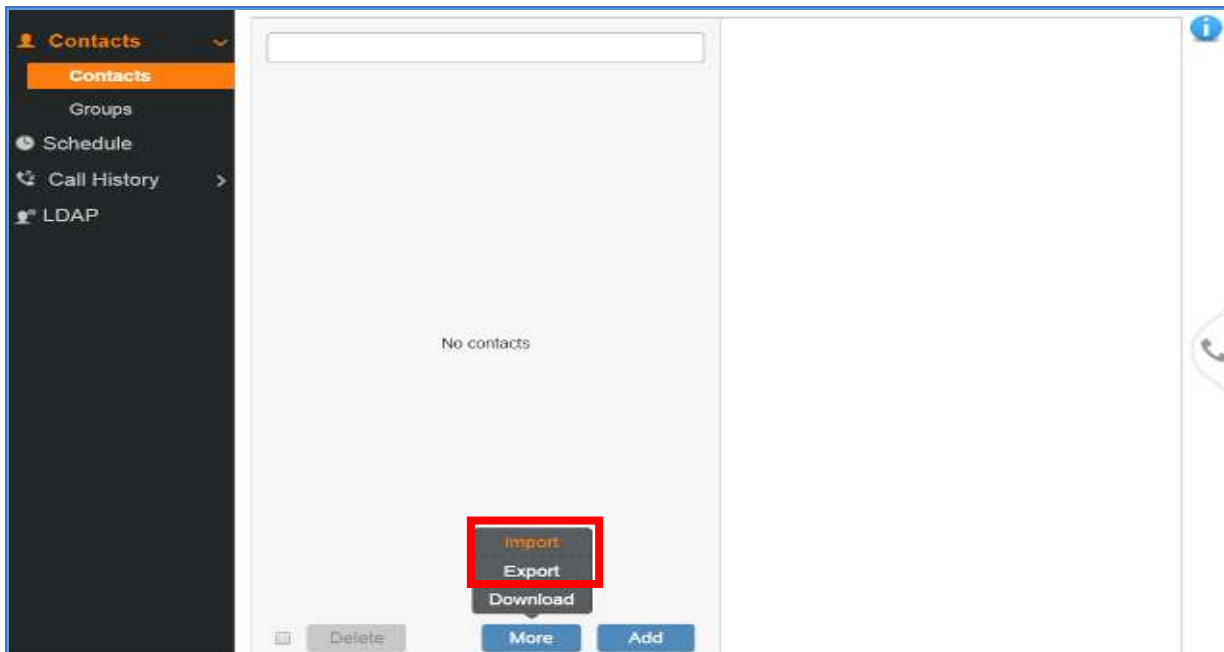 Contacts
Contacts
Groups
Schedule
Call History
LDAP
No contacts
Import
Export
Download
Delete
More
Add